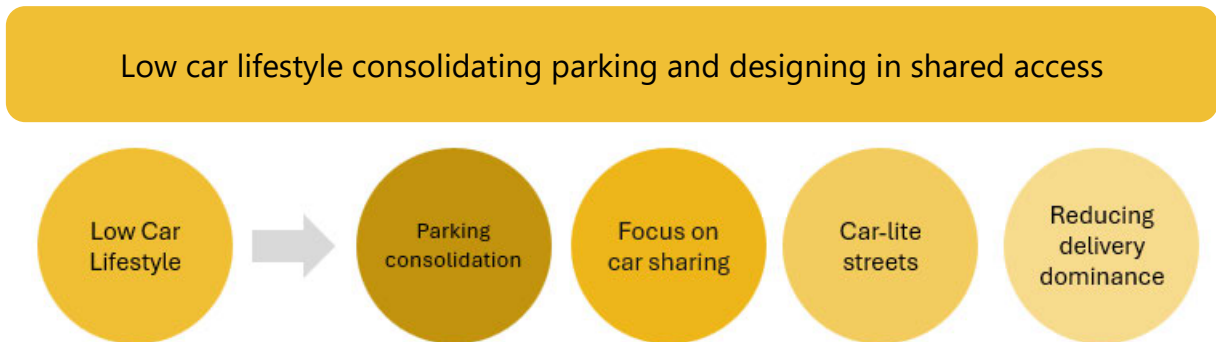 Low car lifestyle consolidating parking and designing in shared access
Low Car
Lifestyle
Parking
consolidation
Focus on
car sharing
Car-lite
streets
Reducing
delivery
dominance